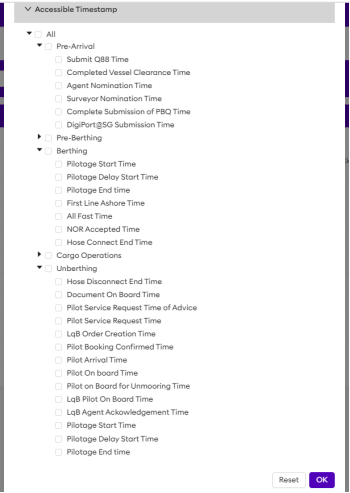 Accessible Timestamp
All
Pre-Arrival
Submit Q88 Time
Completed Vessel Clearance Time
Agent Nomination Time
Surveyor Nomination Time
Complete Submission of PBQ Time
DigiPort@SG Submission Time
Pre-Berthing
Berthing
Pilotage Start Time
Pilotage Delay Start Time
Pilotage End time
First Line Ashore Time
All Fast Time
NOR Accepted Time
Hose Connect End Time
Cargo Operations
Unberthing
Hose Disconnect End Time
Document On Board Time
Pilot Service Request Time of Advice
Pilot Service Request Time
LqB Order Creation Time
Pilot Booking Confirmed Time
Pilot Arrival Time
Pilot On board Time
Pilot on Board for Unmooring Time
LqB Pilot On Board Time
LqB Agent Ackowledgement Time
Pilotage Start Time
Pilotage Delay Start Time
Pilotage End time
Reset OK